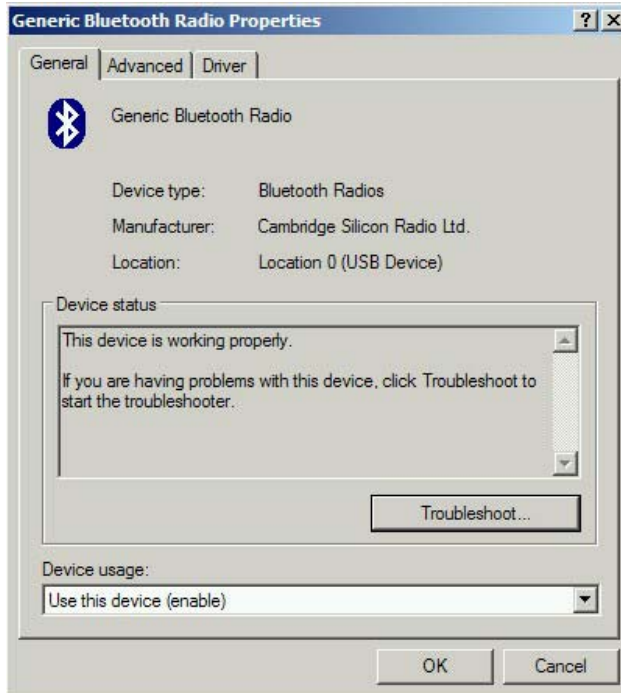 Generic Bluetooth Radio Properties
General
Advanced
Driver
Generic Bluetooth Radio
Device type: Bluetooth Radios
Manufacturer: Cambridge Silicon Radio Ltd.
Location: Location 0 (USB Device)
Device status
This device is working properly.
If you are having problems with this device, click Troubleshoot to
start the troubleshooter.
Troubleshoot...
Device usage:
Use this device (enable)
OK
Cancel